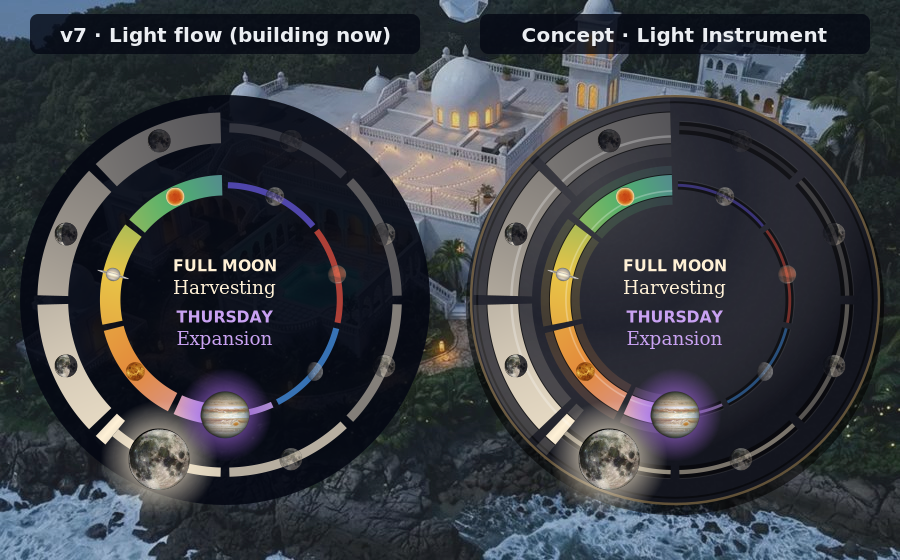 v7 · Light flow (building now)
Concept · Light Instrument
FULL MOON
Harvesting
THURSDAY
Expansion
FULL MOON
Harvesting
THURSDAY
Expansion